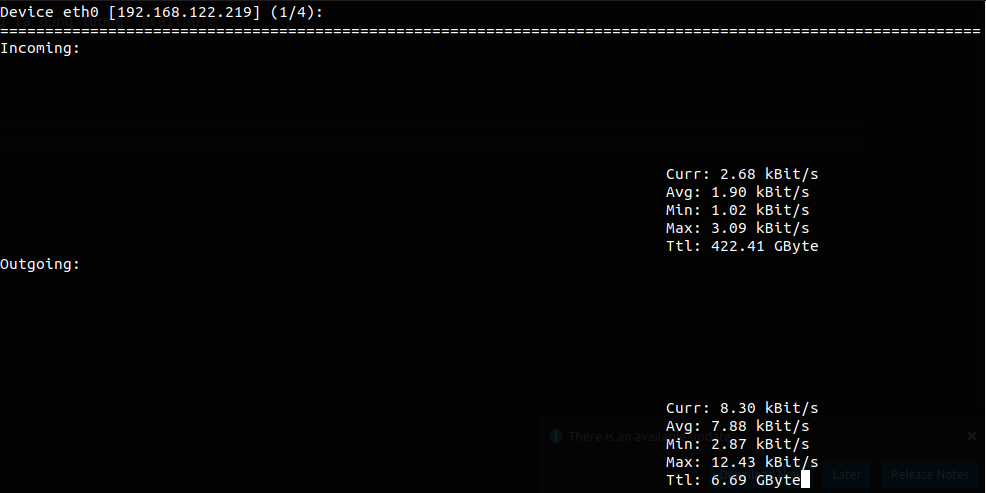 Device eth0 [192.168.122.219] (1/4):
====================================================================================================
Incoming:
Curr: 2.68 kBit/s
Avg: 1.90 kBit/s
Min: 1.02 kBit/s
Max: 3.09 kBit/s
Ttl: 422.41 GByte
Outgoing:
Curr: 8.30 kBit/s
Avg: 7.88 kBit/s
There is an
Min: 2.87 kBit/s
Max: 12.43 kBit/s
Later
Release Notes
Ttl: 6.69 GByte